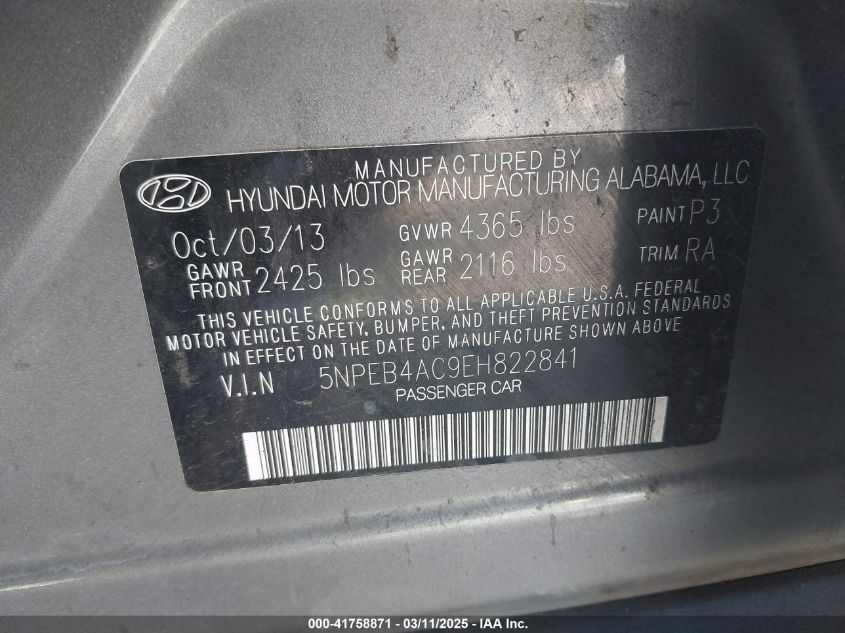 MANUFACTURED BY
HYUNDAI MOTOR MANUFACTURING ALABAMA, LLC
Oct/03/13 GVWR 4365 lbs PAINT P3
GAWR FRONT 2425 lbs GAWR REAR 2116 lbs TRIM RA
THIS VEHICLE CONFORMS TO ALL APPLICABLE U.S.A. FEDERAL
MOTOR VEHICLE SAFETY, BUMPER, AND THEFT PREVENTION STANDARDS
IN EFFECT ON THE DATE OF MANUFACTURE SHOWN ABOVE
V.I.N 5NPEB4AC9EH822841
PASSENGER CAR
000-41758871 - 03/11/2025 - IAA Inc.